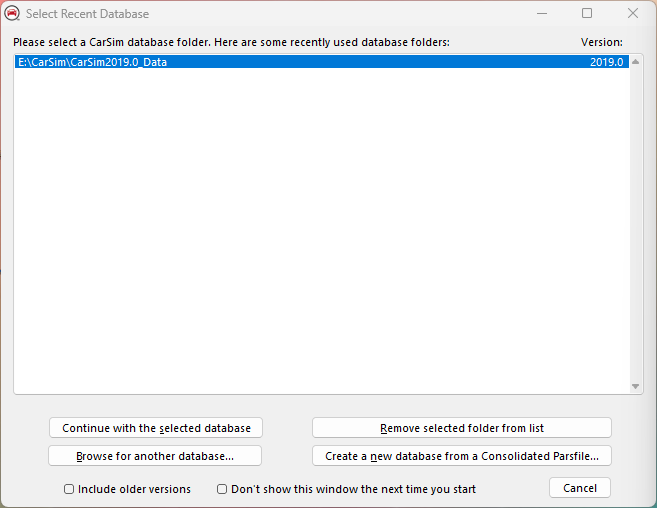 Select Recent Database
Please select a CarSim database folder. Here are some recently used database folders: Version:
E:\CarSim\CarSim2019.0_Data 2019.0
Continue with the selected database Remove selected folder from list
Browse for another database... Create a new database from a Consolidated Parsfile...
Include older versions Don't show this window the next time you start Cancel